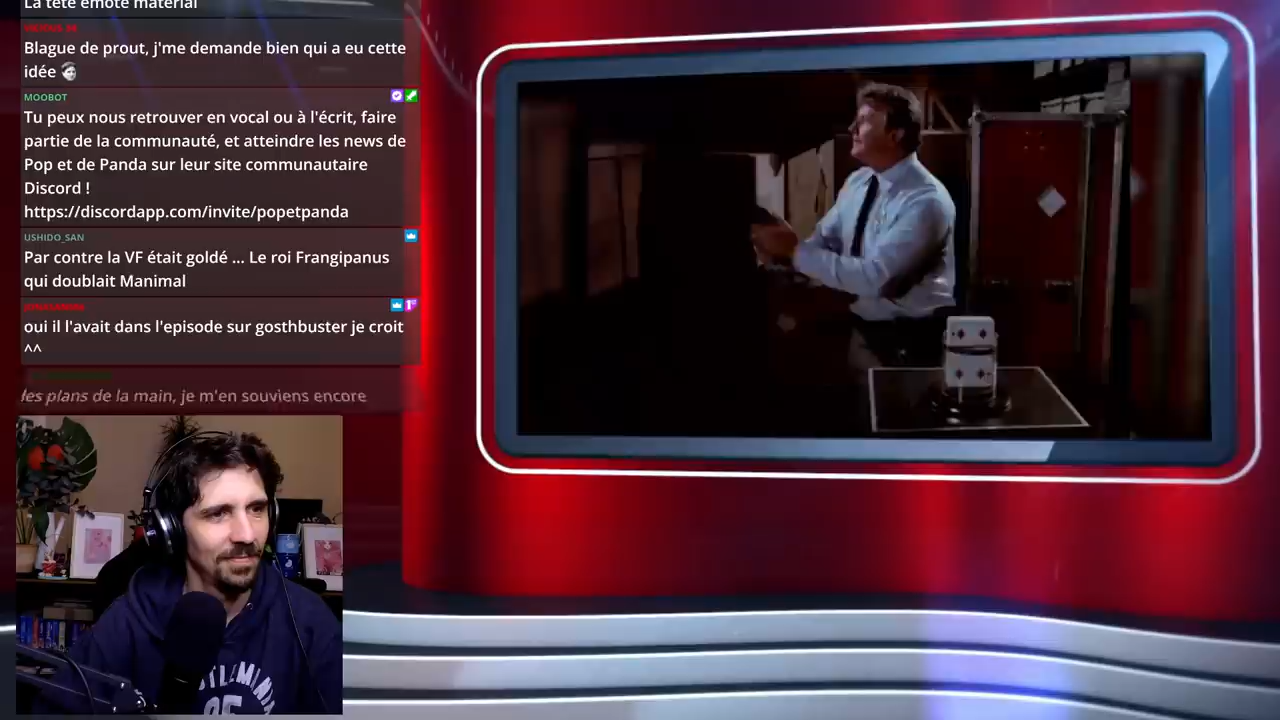 La tête emote material
Blague de prout, j'me demande bien qui a eu cette
idée
MOOBOT
Tu peux nous retrouver en vocal ou à l'écrit, faire
partie de la communauté, et atteindre les news de
Pop et de Panda sur leur site communautaire
Discord !
https://discordapp.com/invite/popetpanda
USHIDO_SAN
Par contre la VF était goldé ... Le roi Frangipanus
qui doublait Manimal
oui il l'avait dans l'episode sur gosthbuster je croit
^^
les plans de la main, je m'en souviens encore